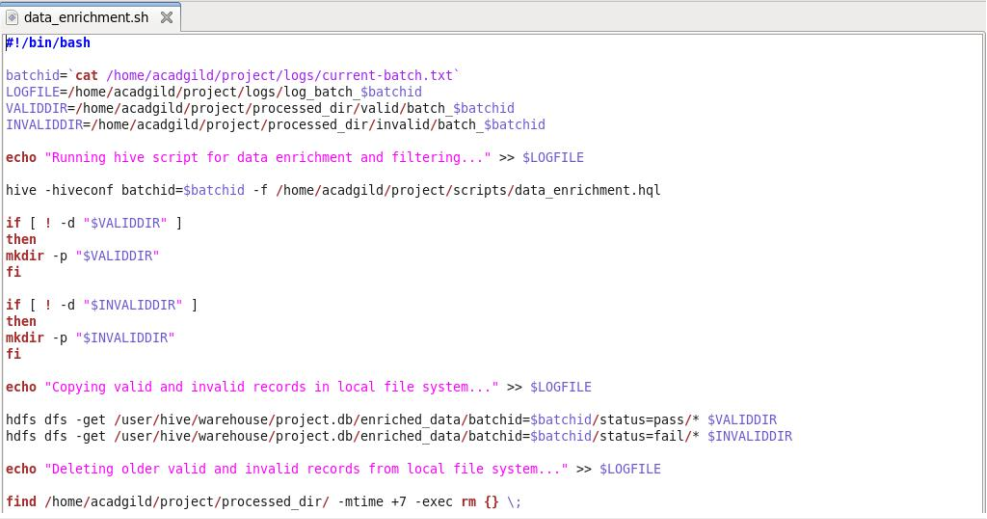 data_enrichment.sh
#!/bin/bash
batchid=`cat /home/acadgild/project/logs/current-batch.txt`
LOGFILE=/home/acadgild/project/logs/log_batch_$batchid
VALIDDIR=/home/acadgild/project/processed_dir/valid/batch_$batchid
INVALIDDIR=/home/acadgild/project/processed_dir/invalid/batch_$batchid
echo "Running hive script for data enrichment and filtering..." >> $LOGFILE
hive -hiveconf batchid=$batchid -f /home/acadgild/project/scripts/data_enrichment.hql
if [ ! -d "$VALIDDIR" ]
then
mkdir -p "$VALIDDIR"
fi
if [ ! -d "$INVALIDDIR" ]
then
mkdir -p "$INVALIDDIR"
fi
echo "Copying valid and invalid records in local file system..." >> $LOGFILE
hdfs dfs -get /user/hive/warehouse/project.db/enriched_data/batchid=$batchid/status=pass/* $VALIDDIR
hdfs dfs -get /user/hive/warehouse/project.db/enriched_data/batchid=$batchid/status=fail/* $INVALIDDIR
echo "Deleting older valid and invalid records from local file system..." >> $LOGFILE
find /home/acadgild/project/processed_dir/ -mtime +7 -exec rm {} \;